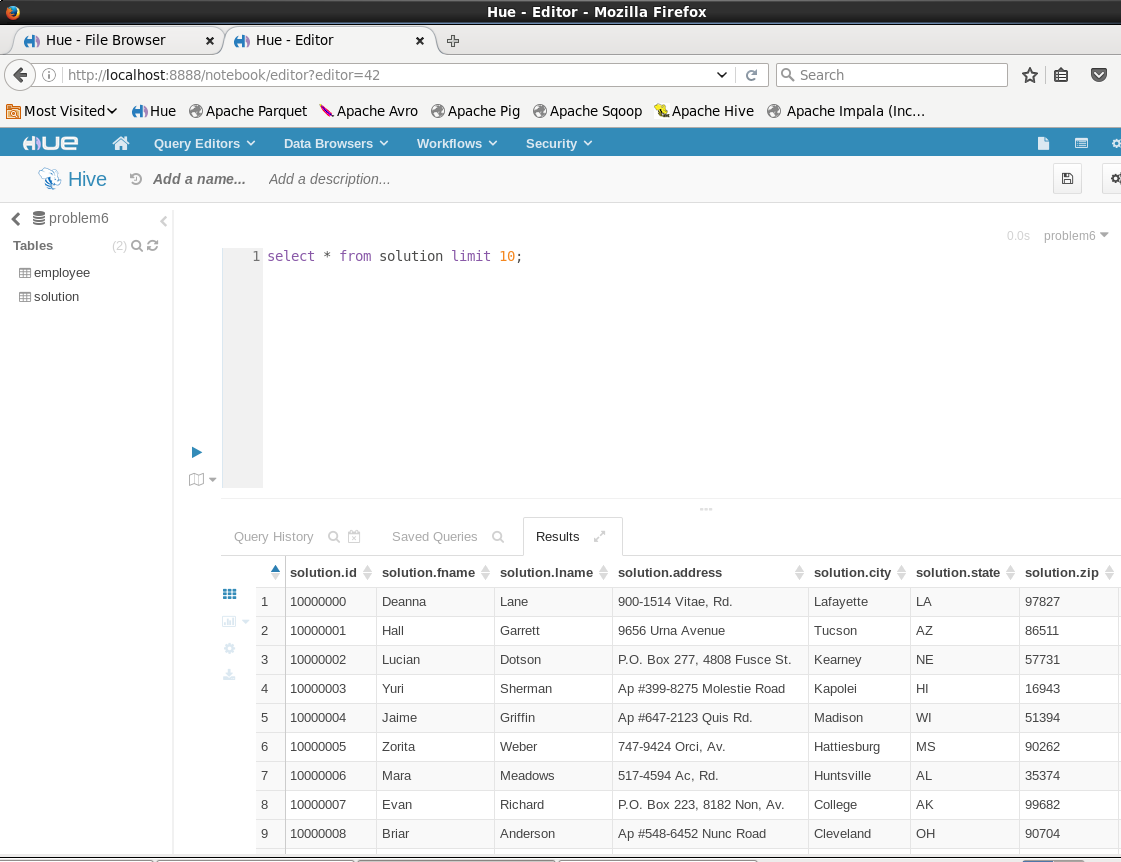 Hue - Editor - Mozilla Firefox
Hue - File Browser × Hue - Editor ×
http://localhost:8888/notebook/editor?editor=42 Search
Most Visited Hue Apache Parquet Apache Avro Apache Pig Apache Sqoop Apache Hive Apache Impala (Inc...
HUE Query Editors Data Browsers Workflows Security
Hive Add a name... Add a description...
problem6
0.0s problem6
Tables (2)
1 select * from solution limit 10;
employee
solution
Query History Saved Queries Results
solution.id solution.fname solution.lname solution.address solution.city solution.state solution.zip
1 10000000 Deanna Lane 900-1514 Vitae, Rd. Lafayette LA 97827
2 10000001 Hall Garrett 9656 Urna Avenue Tucson AZ 86511
3 10000002 Lucian Dotson P.O. Box 277, 4808 Fusce St. Kearney NE 57731
4 10000003 Yuri Sherman Ap #399-8275 Molestie Road Kapolei HI 16943
5 10000004 Jaime Griffin Ap #647-2123 Quis Rd. Madison WI 51394
6 10000005 Zorita Weber 747-9424 Orci, Av. Hattiesburg MS 90262
7 10000006 Mara Meadows 517-4594 Ac, Rd. Huntsville AL 35374
8 10000007 Evan Richard P.O. Box 223, 8182 Non, Av. College AK 99682
9 10000008 Briar Anderson Ap #548-6452 Nunc Road Cleveland OH 90704